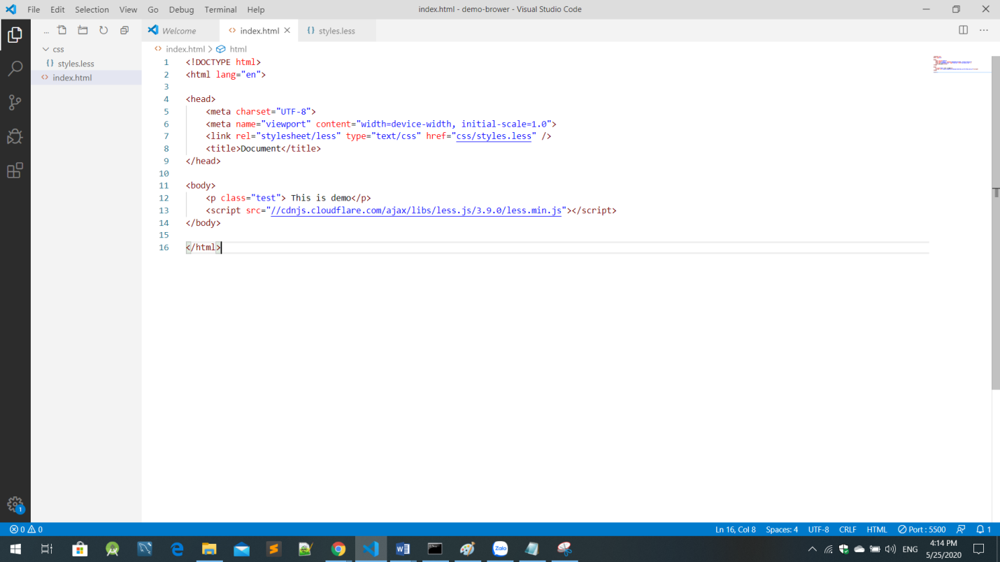 File Edit Selection View Go Debug Terminal Help
index.html - demo-brower - Visual Studio Code
...
css
styles.less
index.html
Welcome
index.html
styles.less
index.html > html
1 <!DOCTYPE html>
2 <html lang="en">
3
4 <head>
5 <meta charset="UTF-8">
6 <meta name="viewport" content="width=device-width, initial-scale=1.0">
7 <link rel="stylesheet/less" type="text/css" href="css/styles.less" />
8 <title>Document</title>
9 </head>
10
11 <body>
12 <p class="test"> This is demo</p>
13 <script src="//cdnjs.cloudflare.com/ajax/libs/less.js/3.9.0/less.min.js"></script>
14 </body>
15
16 </html>
1
0 0
Ln 16, Col 8 Spaces: 4 UTF-8 CRLF HTML Port : 5500 1
Zalo
ENG
4:14 PM
5/25/2020